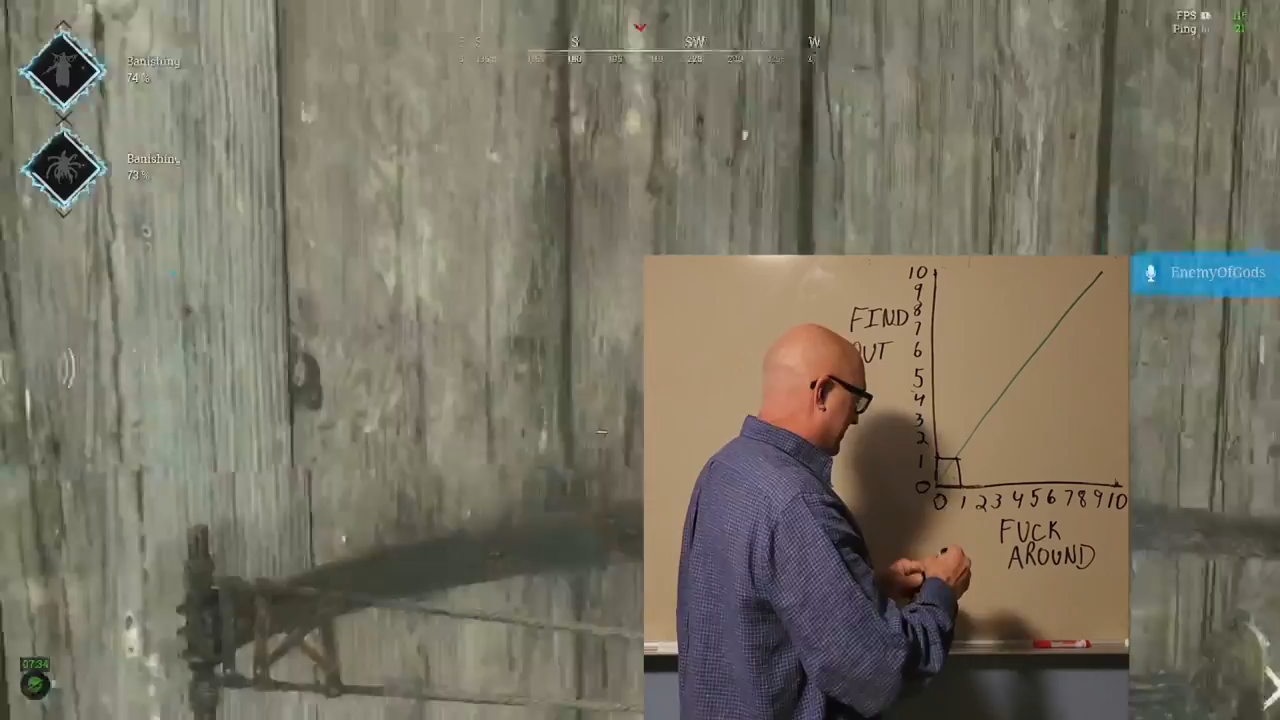 FPS
Ping
21
S
SW
W
Banishing
74 %
Banishing
73 %
EnemyOfGods
10
9
8
7
6
5
4
3
2
1
0
FIND
OUT
0 1 2 3 4 5 6 7 8 9 10
FUCK
AROUND
07:34